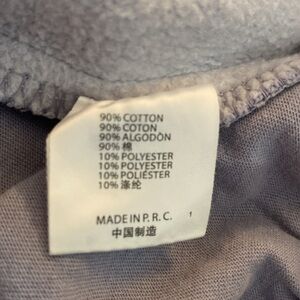 90% COTTON
90% COTON
90% ALGODÓN
90% 棉
10% POLYESTER
10% POLYESTER
10% POLIÉSTER
10% 涤纶
MADE IN P. R. C. 1
中国制造